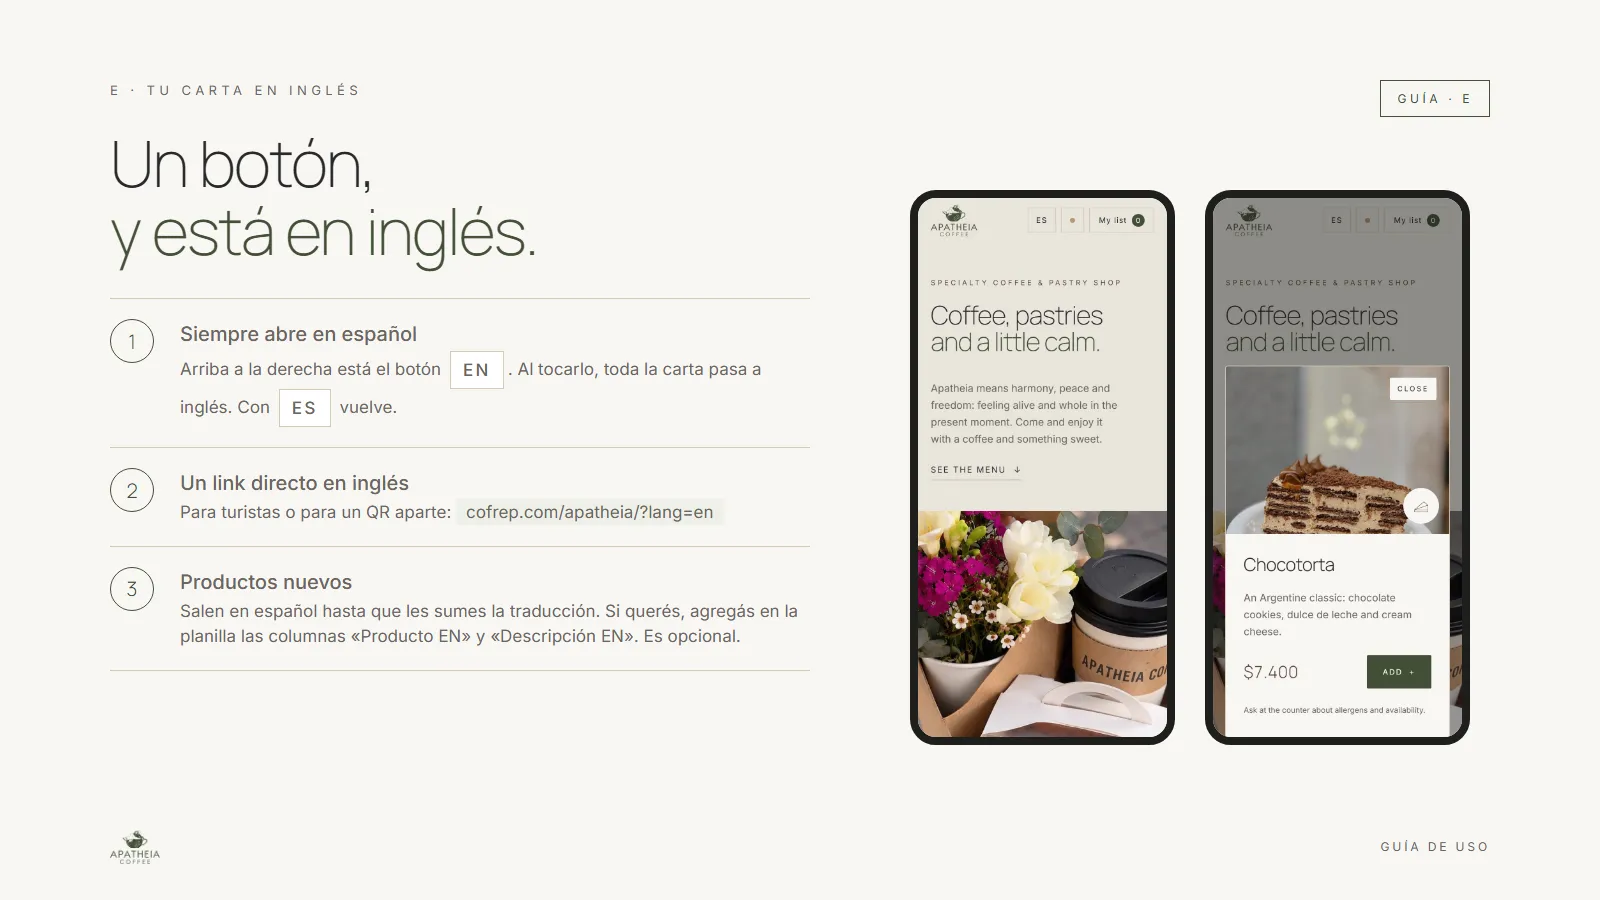 E · TU CARTA EN INGLÉS
GUÍA · E
Un botón,
y está en inglés.
1
Siempre abre en español
Arriba a la derecha está el botón EN . Al tocarlo, toda la carta pasa a
inglés. Con ES vuelve.
2
Un link directo en inglés
Para turistas o para un QR aparte: cofrep.com/apatheia/?lang=en
3
Productos nuevos
Salen en español hasta que les sumes la traducción. Si querés, agregás en la
planilla las columnas «Producto EN» y «Descripción EN». Es opcional.
APATHEIA
COFFEE
ES
My list 0
SPECIALTY COFFEE & PASTRY SHOP
Coffee, pastries
and a little calm.
Apatheia means harmony, peace and
freedom: feeling alive and whole in the
present moment. Come and enjoy it
with a coffee and something sweet.
SEE THE MENU ↓
APATHEIA CO
APATHEIA
COFFEE
ES
My list 0
SPECIALTY COFFEE & PASTRY SHOP
Coffee, pastries
and a little calm.
CLOSE
Chocotorta
An Argentine classic: chocolate
cookies, dulce de leche and cream
cheese.
$7.400
ADD +
Ask at the counter about allergens and availability.
APATHEIA
COFFEE
GUÍA DE USO